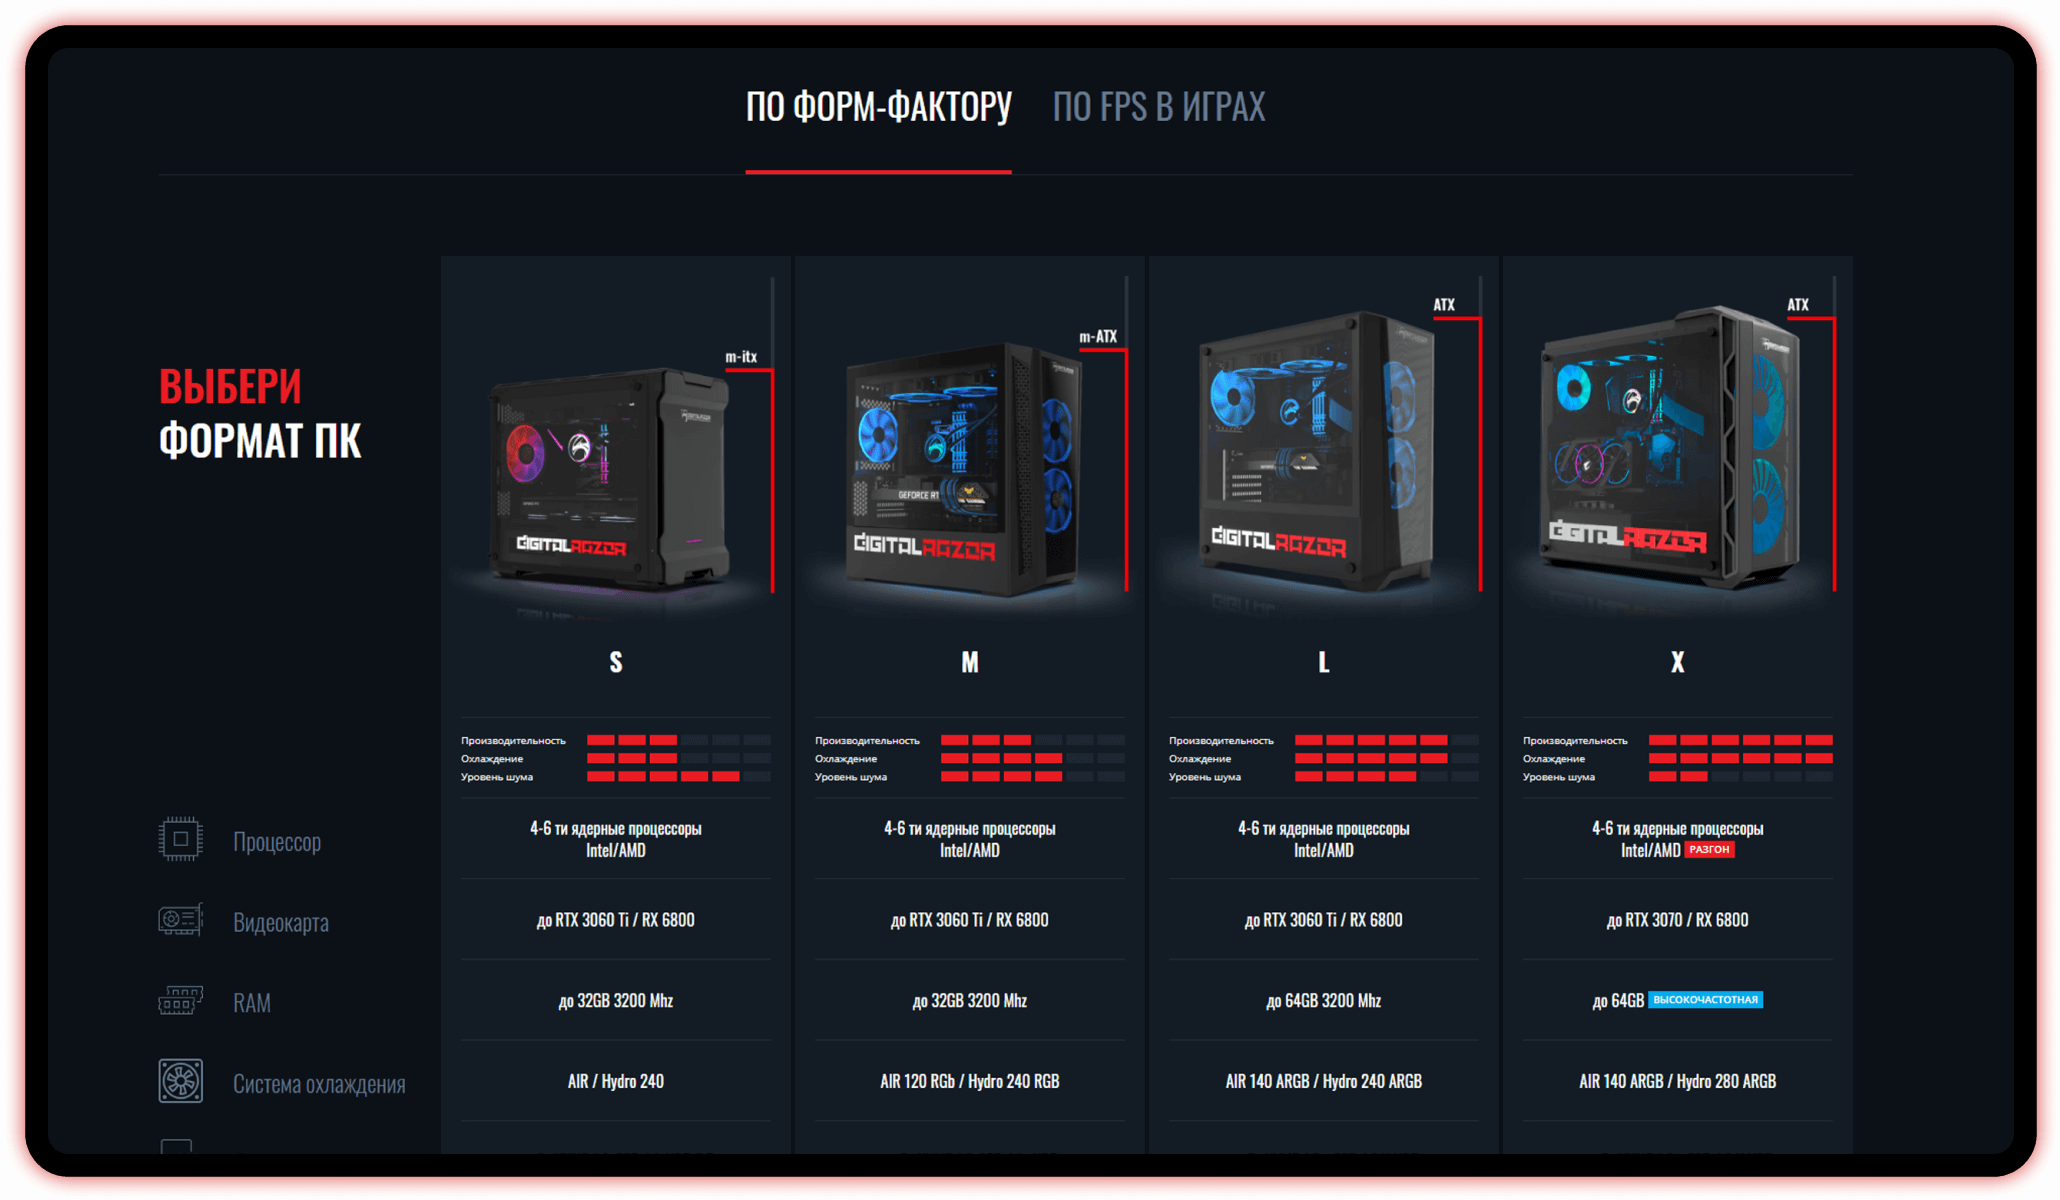 ПО ФОРМ-ФАКТОРУ
ПО FPS В ИГРАХ
ВЫБЕРИ
ФОРМАТ ПК
m-itx
DIGITALRAZOR
m-ATX
GEFORCE RT
DIGITALRAZOR
ATX
DIGITALRAZOR
ATX
DIGITALRAZOR
S
M
L
X
Производительность
Охлаждение
Уровень шума
Производительность
Охлаждение
Уровень шума
Производительность
Охлаждение
Уровень шума
Производительность
Охлаждение
Уровень шума
Процессор
4-6 ти ядерные процессоры
Intel/AMD
4-6 ти ядерные процессоры
Intel/AMD
4-6 ти ядерные процессоры
Intel/AMD
4-6 ти ядерные процессоры
Intel/AMD РАЗГОН
Видеокарта
до RTX 3060 Ti / RX 6800
до RTX 3060 Ti / RX 6800
до RTX 3060 Ti / RX 6800
до RTX 3070 / RX 6800
RAM
до 32GB 3200 Mhz
до 32GB 3200 Mhz
до 64GB 3200 Mhz
до 64GB ВЫСОКОЧАСТОТНАЯ
Система охлаждения
AIR / Hydro 240
AIR 120 RGb / Hydro 240 RGB
AIR 140 ARGB / Hydro 240 ARGB
AIR 140 ARGB / Hydro 280 ARGB